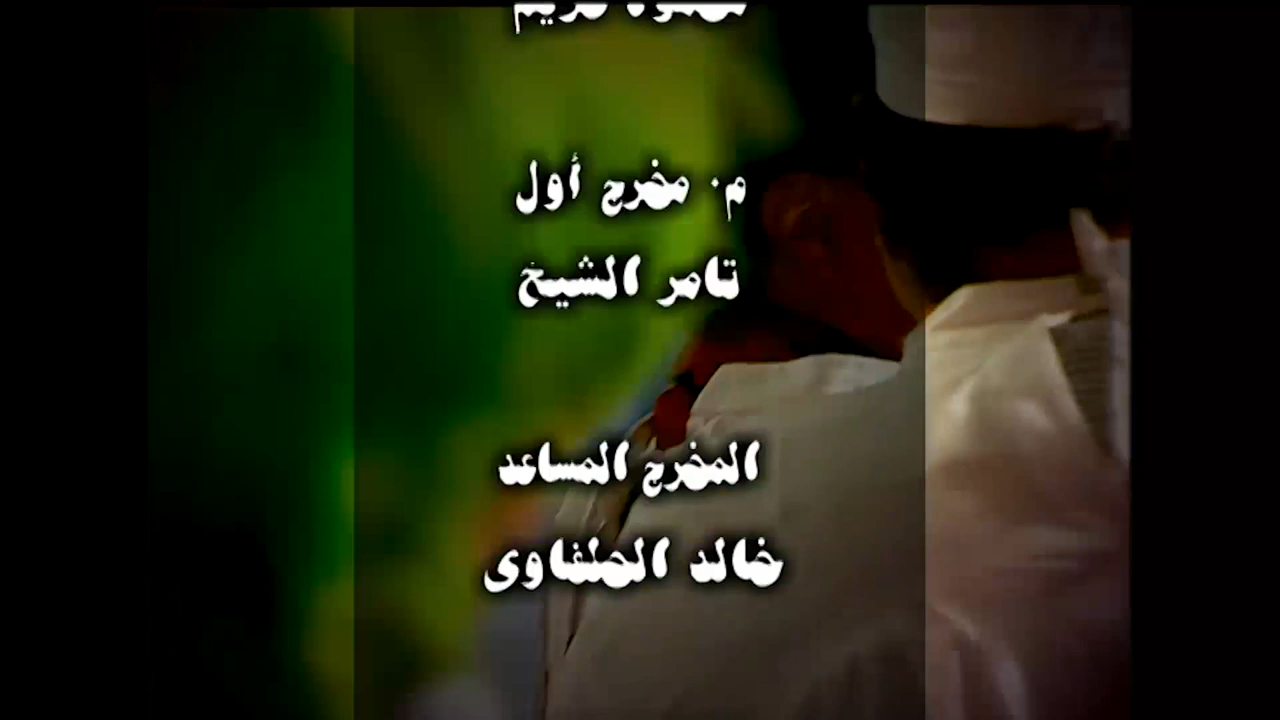 م. مخرج أول
تامر الشيخ
المخرج المساعد
خالد الحلفاوى